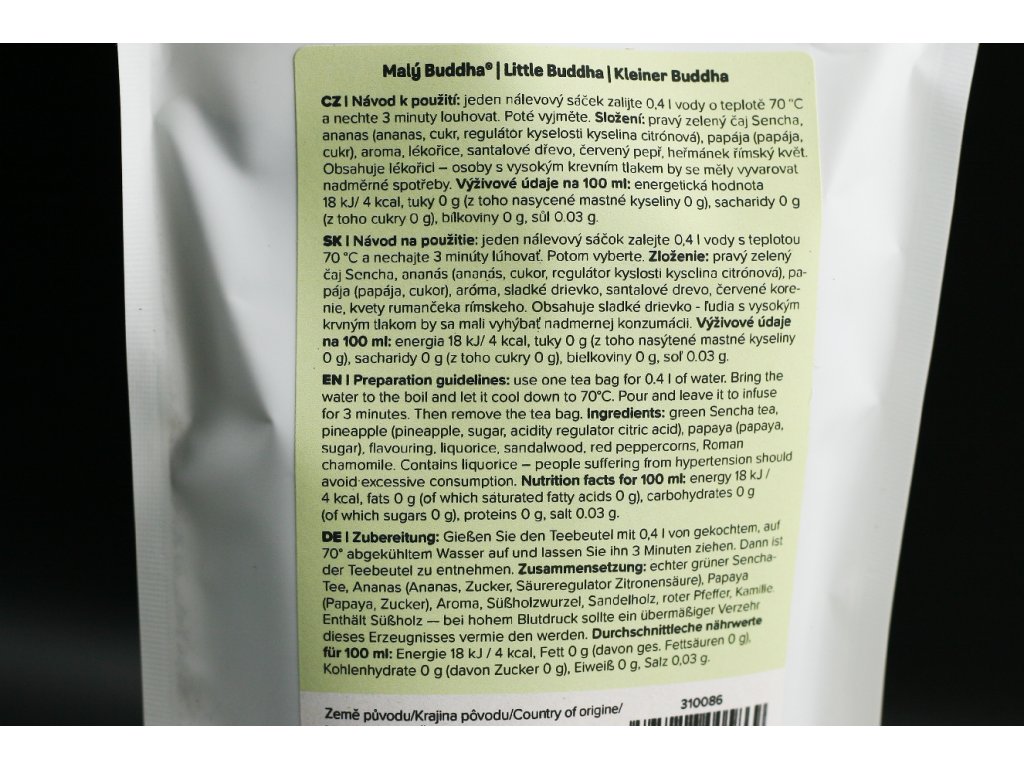 Malý Buddha® | Little Buddha | Kleiner Buddha
CZ | Návod k použití: jeden nálevový sáček zalijte 0,4 l vody o teplotě 70 °C
a nechte 3 minuty louhovat. Poté vyjměte. Složení: pravý zelený čaj Sencha,
ananas (ananas, cukr, regulátor kyselosti kyselina citrónová), papája (papája,
cukr), aroma, lékořice, santalové dřevo, červený pepř, heřmánek římský květ.
Obsahuje lékořici – osoby s vysokým krevním tlakem by se měly vyvarovat
nadměrné spotřeby. Výživové údaje na 100 ml: energetická hodnota
18 kJ/ 4 kcal, tuky 0 g (z toho nasycené mastné kyseliny 0 g), sacharidy 0 g
(z toho cukry 0 g), bílkoviny 0 g, sůl 0.03 g.
SK | Návod na použitie: jeden nálevový sáčok zalejte 0,4 l vody s teplotou
70 °C a nechajte 3 minúty lúhovať. Potom vyberte. Zloženie: pravý zelený
čaj Sencha, ananás (ananás, cukor, regulátor kyslosti kyselina citrónová), pa-
pája (papája, cukor), aróma, sladké drievko, santalové drevo, červené kore-
nie, kvety rumančeka rímskeho. Obsahuje sladké drievko - ľudia s vysokým
krvným tlakom by sa mali vyhýbať nadmernej konzumácii. Výživové údaje
na 100 ml: energia 18 kJ/ 4 kcal, tuky 0 g (z toho nasýtené mastné kyseliny
0 g), sacharidy 0 g (z toho cukry 0 g), bielkoviny 0 g, soľ 0.03 g.
EN | Preparation guidelines: use one tea bag for 0.4 l of water. Bring the
water to the boil and let it cool down to 70°C. Pour and leave it to infuse
for 3 minutes. Then remove the tea bag. Ingredients: green Sencha tea,
pineapple (pineapple, sugar, acidity regulator citric acid), papaya (papaya,
sugar), flavouring, liquorice, sandalwood, red peppercorns, Roman
chamomile. Contains liquorice – people suffering from hypertension should
avoid excessive consumption. Nutrition facts for 100 ml: energy 18 kJ /
4 kcal, fats 0 g (of which saturated fatty acids 0 g), carbohydrates 0 g
(of which sugars 0 g), proteins 0 g, salt 0.03 g.
DE | Zubereitung: Gießen Sie den Teebeutel mit 0,4 l von gekochtem, auf
70° abgekühltem Wasser auf und lassen Sie ihn 3 Minuten ziehen. Dann ist
der Teebeutel zu entnehmen. Zusammensetzung: echter grüner Sencha-
Tee, Ananas (Ananas, Zucker, Säureregulator Zitronensäure), Papaya
(Papaya, Zucker), Aroma, Süßholzwurzel, Sandelholz, roter Pfeffer, Kamille.
Enthält Süßholz — bei hohem Blutdruck sollte ein übermäßiger Verzehr
dieses Erzeugnisses vermie den werden. Durchschnittleche nährwerte
für 100 ml: Energie 18 kJ / 4 kcal, Fett 0 g (davon ges. Fettsäuren 0 g),
Kohlenhydrate 0 g (davon Zucker 0 g), Eiweiß 0 g, Salz 0,03 g.
Země původu/Krajina pôvodu/Country of origine/
310086